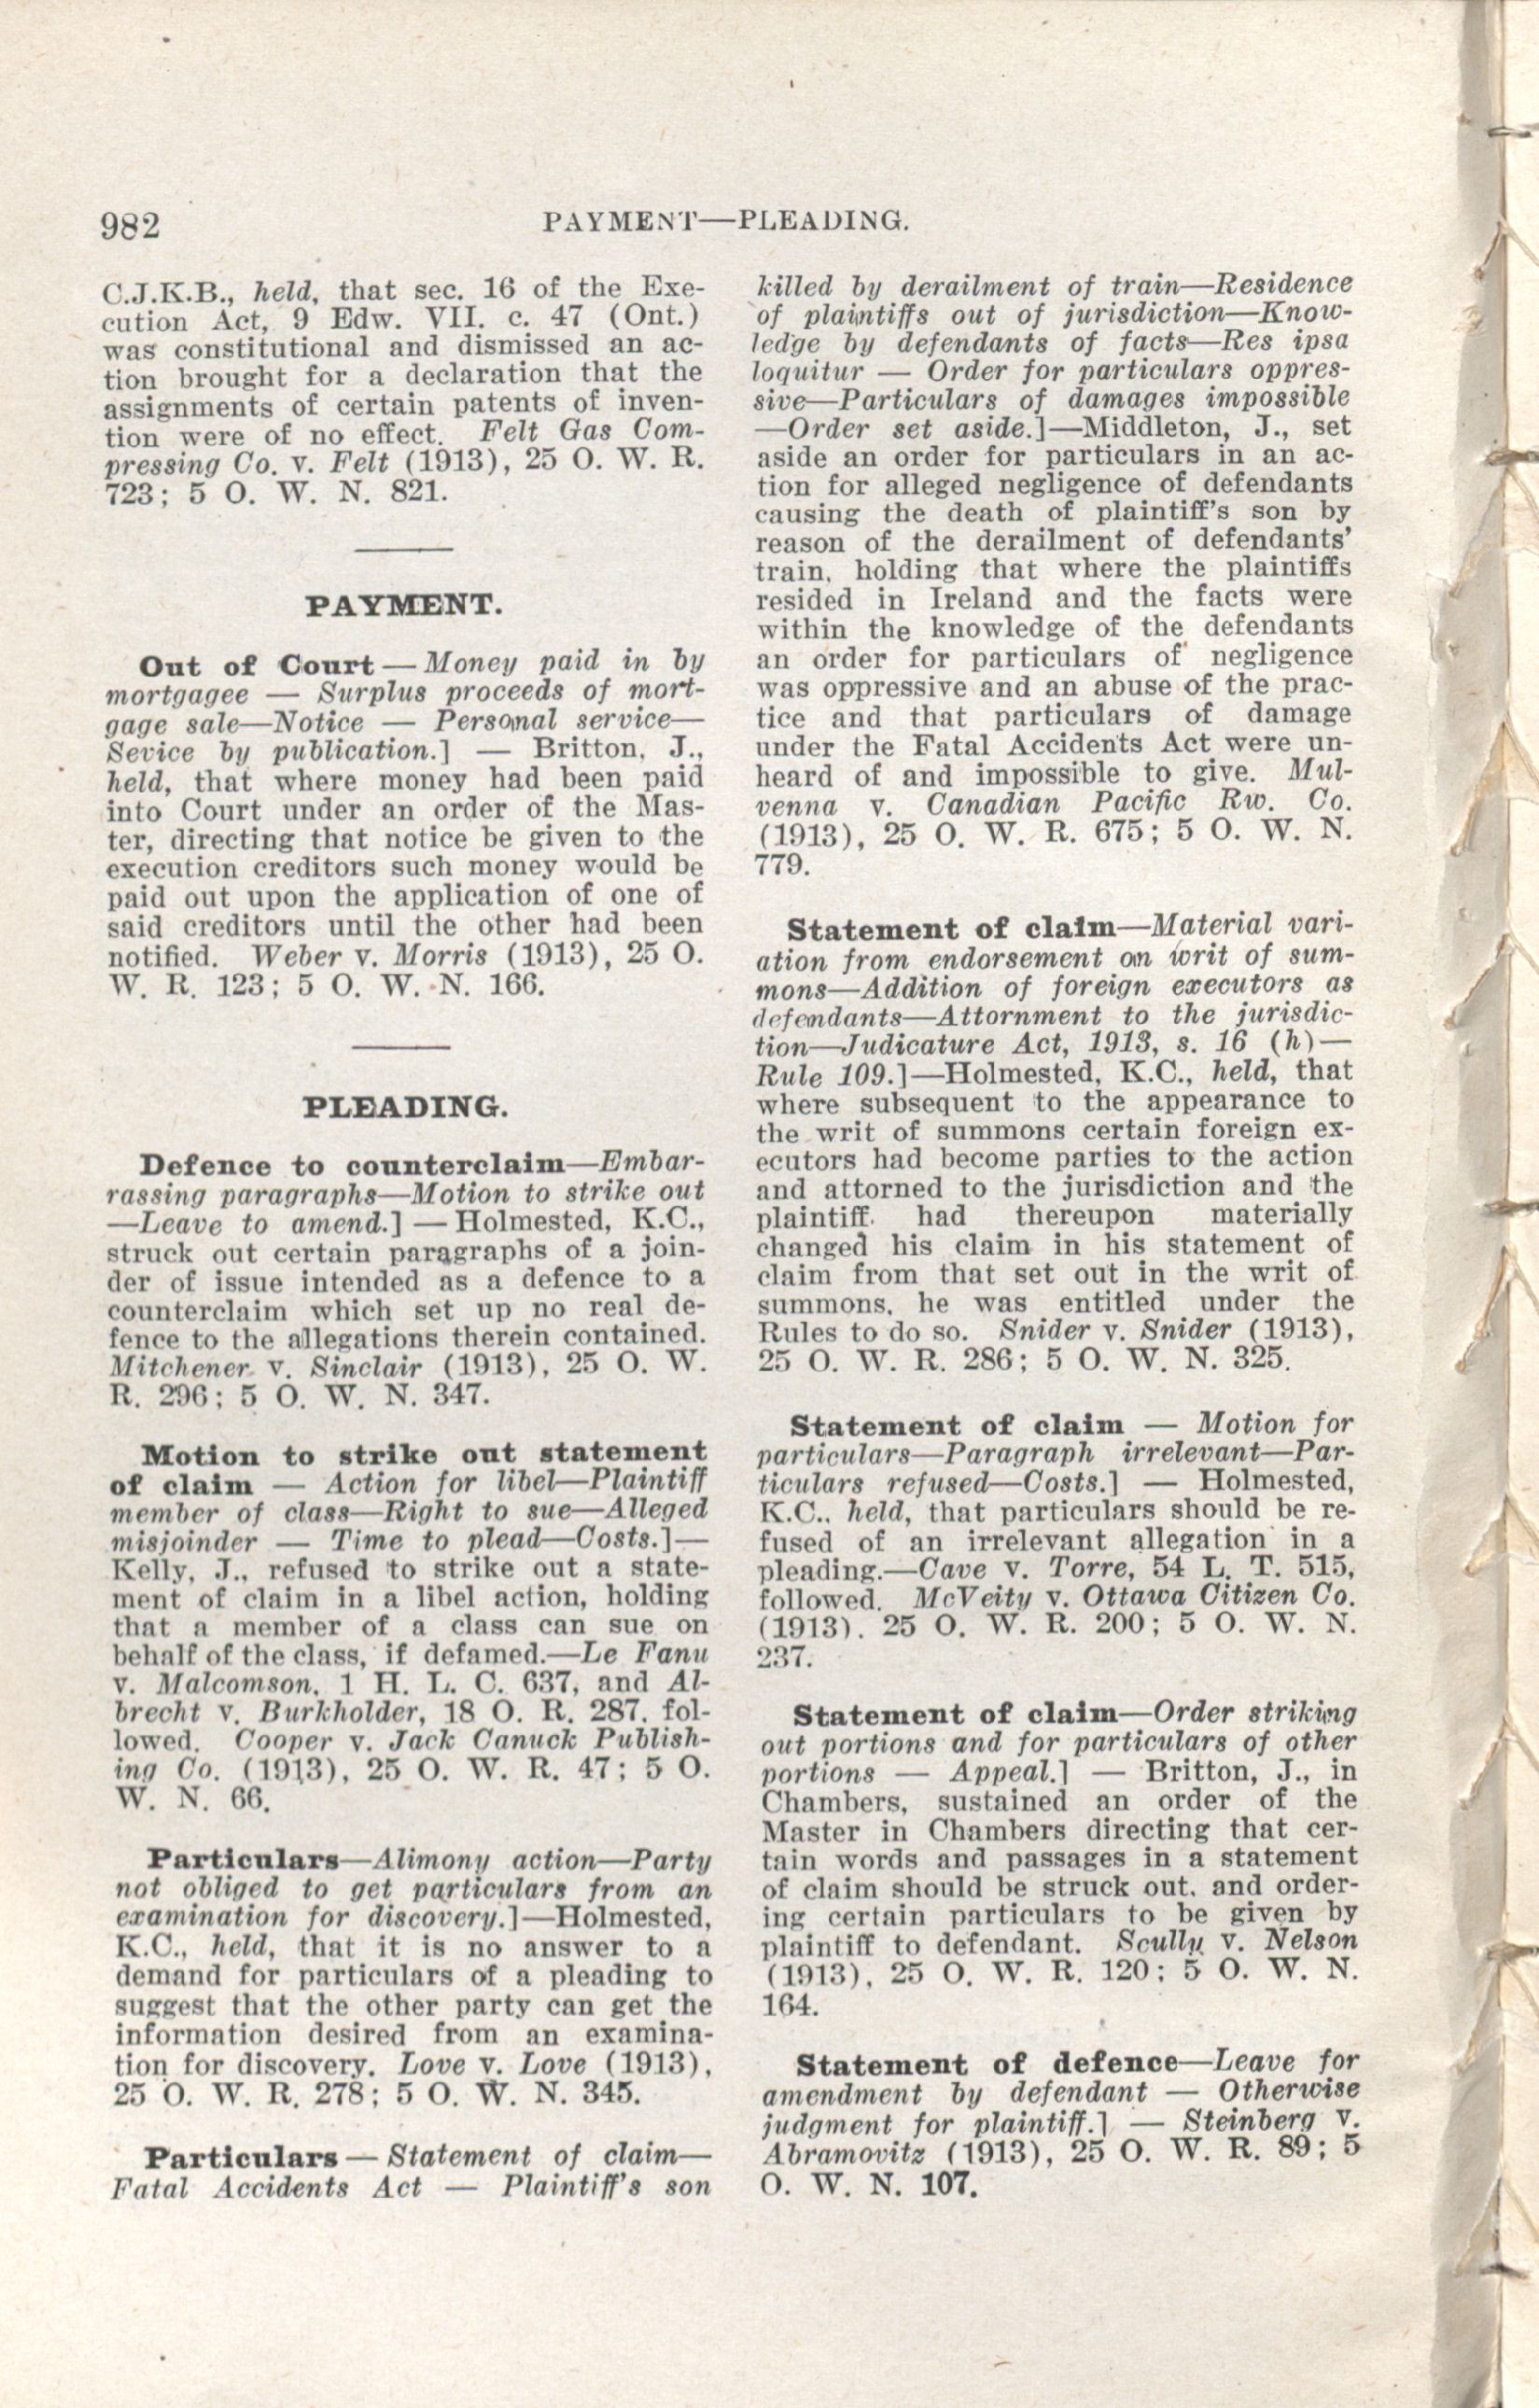 982
PAYMENT—PLEADING.
C.J.K.B., held, that sec. 16 of the Exe-
cution Act, 9 Edw. VII. c. 47 (Ont.)
was constitutional and dismissed an ac-
tion brought for a declaration that the
assignments of certain patents of inven-
tion were of no effect. Felt Gas Com-
pressing Co. v. Felt (1913), 25 O. W. R.
723; 5 O. W. N. 821.
PAYMENT.
Out of Court — Money paid in by
mortgagee — Surplus proceeds of mort-
gage sale—Notice — Personal service—
Sevice by publication.] — Britton, J.,
held, that where money had been paid
into Court under an order of the Mas-
ter, directing that notice be given to the
execution creditors such money would be
paid out upon the application of one of
said creditors until the other had been
notified. Weber v. Morris (1913), 25 O.
W. R. 123; 5 O. W. N. 166.
PLEADING.
Defence to counterclaim—Embar-
rassing paragraphs—Motion to strike out
—Leave to amend.] — Holmested, K.C.,
struck out certain paragraphs of a join-
der of issue intended as a defence to a
counterclaim which set up no real de-
fence to the allegations therein contained.
Mitchener v. Sinclair (1913), 25 O. W.
R. 296; 5 O. W. N. 347.
Motion to strike out statement
of claim — Action for libel—Plaintiff
member of class—Right to sue—Alleged
misjoinder — Time to plead—Costs.]—
Kelly, J., refused to strike out a state-
ment of claim in a libel action, holding
that a member of a class can sue on
behalf of the class, if defamed.—Le Fanu
v. Malcomson, 1 H. L. C. 637, and Al-
brecht v. Burkholder, 18 O. R. 287, fol-
lowed. Cooper v. Jack Canuck Publish-
ing Co. (1913), 25 O. W. R. 47; 5 O.
W. N. 66.
Particulars—Alimony action—Party
not obliged to get particulars from an
examination for discovery.]—Holmested,
K.C., held, that it is no answer to a
demand for particulars of a pleading to
suggest that the other party can get the
information desired from an examina-
tion for discovery. Love v. Love (1913),
25 O. W. R. 278; 5 O. W. N. 345.
Particulars — Statement of claim—
Fatal Accidents Act — Plaintiff's son
killed by derailment of train—Residence
of plaintiffs out of jurisdiction—Know-
ledge by defendants of facts—Res ipsa
loquitur — Order for particulars oppres-
sive—Particulars of damages impossible
—Order set aside.]—Middleton, J., set
aside an order for particulars in an ac-
tion for alleged negligence of defendants
causing the death of plaintiff's son by
reason of the derailment of defendants'
train, holding that where the plaintiffs
resided in Ireland and the facts were
within the knowledge of the defendants
an order for particulars of negligence
was oppressive and an abuse of the prac-
tice and that particulars of damage
under the Fatal Accidents Act were un-
heard of and impossible to give. Mul-
venna v. Canadian Pacific Rw. Co.
(1913), 25 O. W. R. 675; 5 O. W. N.
779.
Statement of claim—Material vari-
ation from endorsement on writ of sum-
mons—Addition of foreign executors as
defendants—Attornment to the jurisdic-
tion—Judicature Act, 1913, s. 16 (h)—
Rule 109.]—Holmested, K.C., held, that
where subsequent to the appearance to
the writ of summons certain foreign ex-
ecutors had become parties to the action
and attorned to the jurisdiction and the
plaintiff had thereupon materially
changed his claim in his statement of
claim from that set out in the writ of
summons, he was entitled under the
Rules to do so. Snider v. Snider (1913),
25 O. W. R. 286; 5 O. W. N. 325.
Statement of claim — Motion for
particulars—Paragraph irrelevant—Par-
ticulars refused—Costs.] — Holmested,
K.C., held, that particulars should be re-
fused of an irrelevant allegation in a
pleading.—Cave v. Torre, 54 L. T. 515,
followed. McVeity v. Ottawa Citizen Co.
(1913), 25 O. W. R. 200; 5 O. W. N.
237.
Statement of claim—Order striking
out portions and for particulars of other
portions — Appeal.] — Britton, J., in
Chambers, sustained an order of the
Master in Chambers directing that cer-
tain words and passages in a statement
of claim should be struck out, and order-
ing certain particulars to be given by
plaintiff to defendant. Scully v. Nelson
(1913), 25 O. W. R. 120; 5 O. W. N.
164.
Statement of defence—Leave for
amendment by defendant — Otherwise
judgment for plaintiff.] — Steinberg v.
Abramovitz (1913), 25 O. W. R. 89; 5
O. W. N. 107.